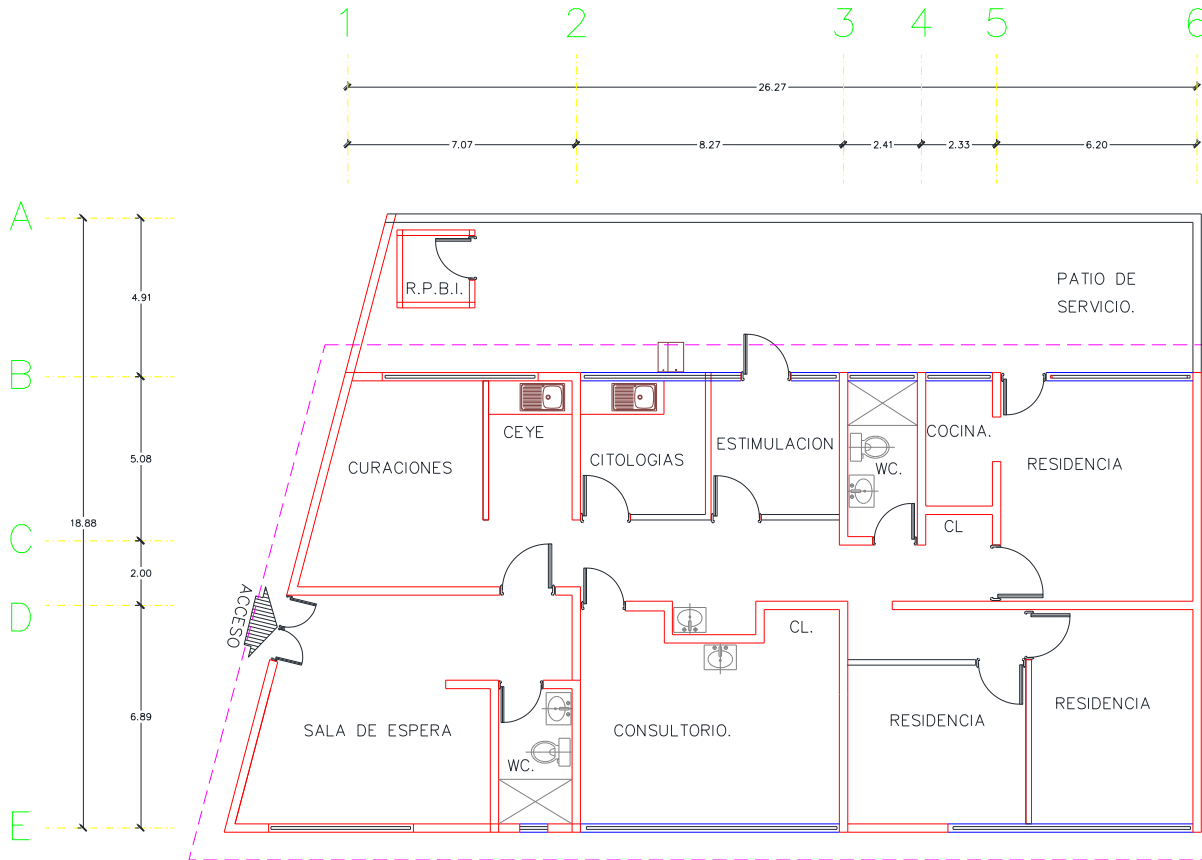 1 2 3 4 5 6
26.27
7.07 8.27 2.41 2.33 6.20
A
4.91
R.P.B.I.
PATIO DE
SERVICIO.
B
5.08
CEYE
CURACIONES
CITOLOGIAS
ESTIMULACION
WC.
COCINA.
RESIDENCIA
18.88
C
CL
2.00
D
ACCESO
CL.
6.89
SALA DE ESPERA
WC.
CONSULTORIO.
RESIDENCIA
RESIDENCIA
E